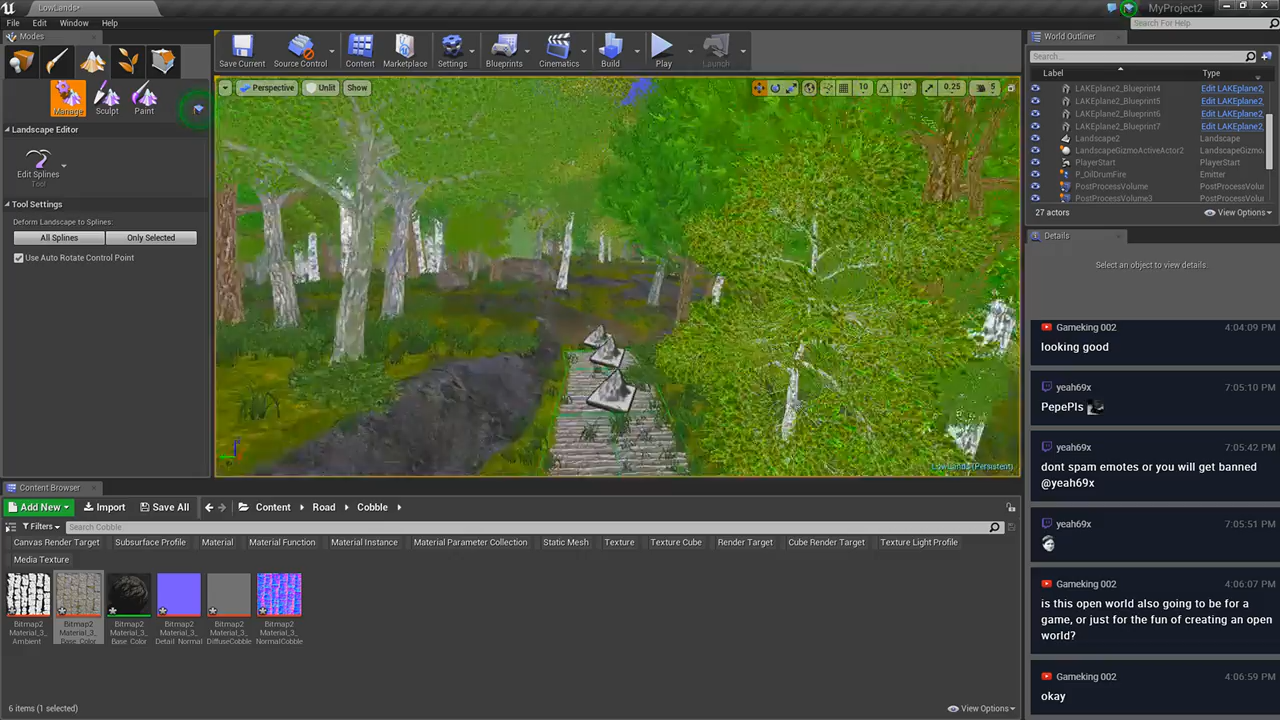 LowLands*
MyProject2
File Edit Window Help
Search For Help
Modes
Save Current
Source Control
Content
Marketplace
Settings
Blueprints
Cinematics
Build
Play
Launch
World Outliner
Search...
Label Type
LAKEplane2_Blueprint4 Edit LAKEplane2_
LAKEplane2_Blueprint5 Edit LAKEplane2_
LAKEplane2_Blueprint6 Edit LAKEplane2_
LAKEplane2_Blueprint7 Edit LAKEplane2_
Landscape2 Landscape
LandscapeGizmoActiveActor2 LandscapeGizmo
PlayerStart PlayerStart
P_OilDrumFire Emitter
PostProcessVolume PostProcessVolu
PostProcessVolume3 PostProcessVolu
27 actors
View Options
Manage
Sculpt
Paint
Landscape Editor
Edit Splines
Tool
Tool Settings
Deform Landscape to Splines:
All Splines Only Selected
Use Auto Rotate Control Point
Perspective Unlit Show
10 10° 0.25 5
LowLands (Persistent)
Details
Select an object to view details.
Gameking 002 4:04:09 PM
looking good
yeah69x 7:05:10 PM
PepePls
yeah69x 7:05:42 PM
dont spam emotes or you will get banned
@yeah69x
yeah69x 7:05:51 PM
Gameking 002 4:06:07 PM
is this open world also going to be for a
game, or just for the fun of creating an open
world?
Gameking 002 4:06:59 PM
okay
Content Browser
Add New Import Save All Content Road Cobble
Filters Search Cobble
Canvas Render Target Subsurface Profile Material Material Function Material Instance Material Parameter Collection Static Mesh Texture Texture Cube Render Target Cube Render Target Texture Light Profile
Media Texture
Bitmap2 Bitmap2 Bitmap2 Bitmap2 Bitmap2 Bitmap2
Material_3_ Material_3_ Material_3_ Material_3_ Material_3_ Material_3_
Ambient Base_Color Base_Color Detail_Normal DiffuseCobble NormalCobble
6 items (1 selected)
View Options